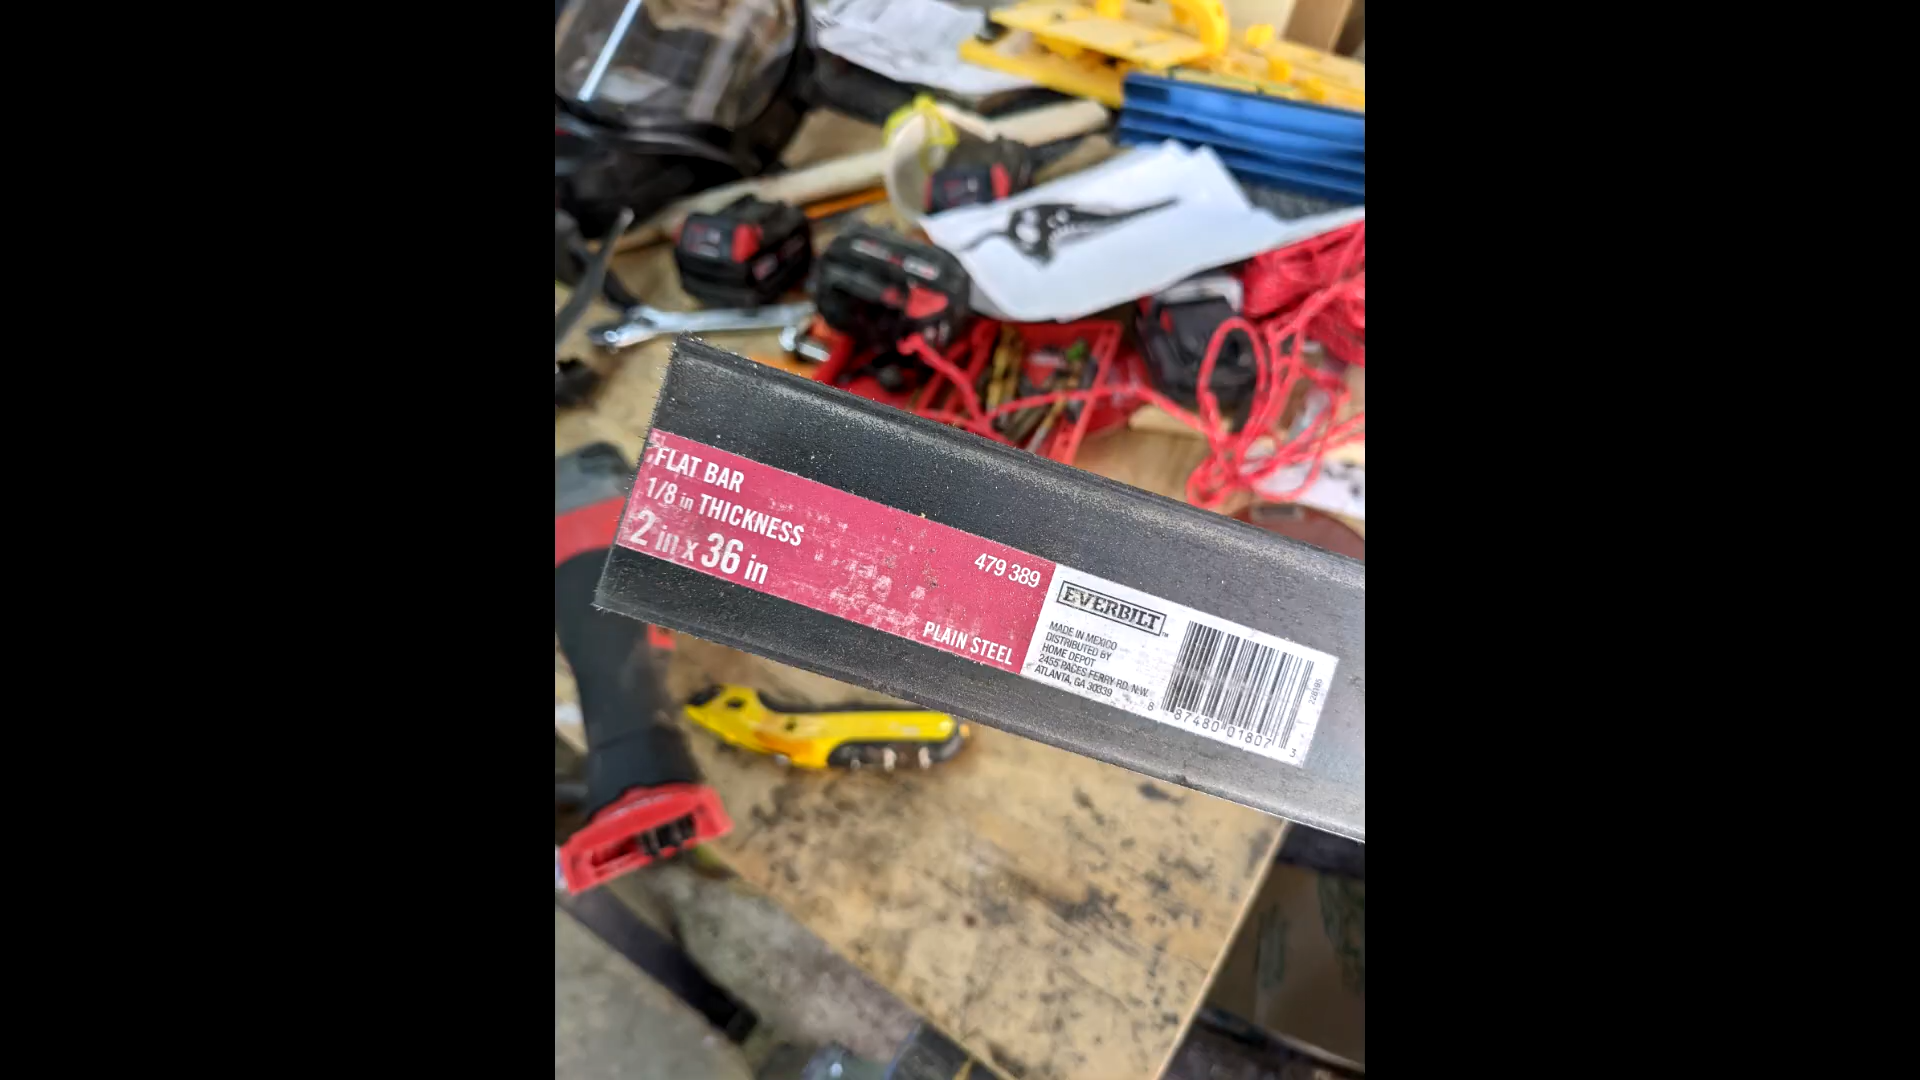 FLAT BAR
1/8 in THICKNESS
2 in x 36 in
479 389
PLAIN STEEL
EVERBILT™
MADE IN MEXICO
DISTRIBUTED BY
HOME DEPOT
2455 PACES FERRY RD. N.W.
ATLANTA, GA 30339
8 87480 01807 3